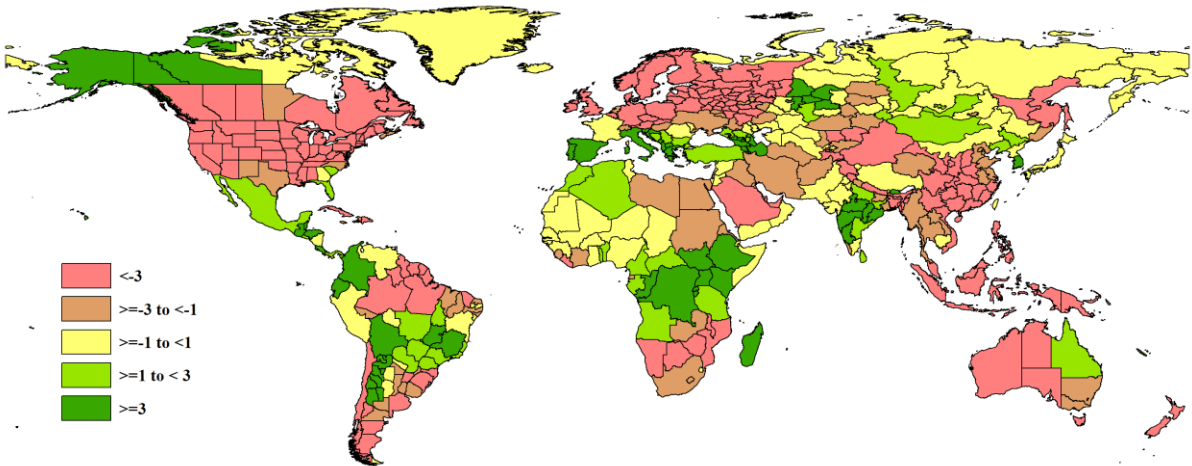 <-3
>=-3 to <-1
>=-1 to <1
>=1 to < 3
>=3